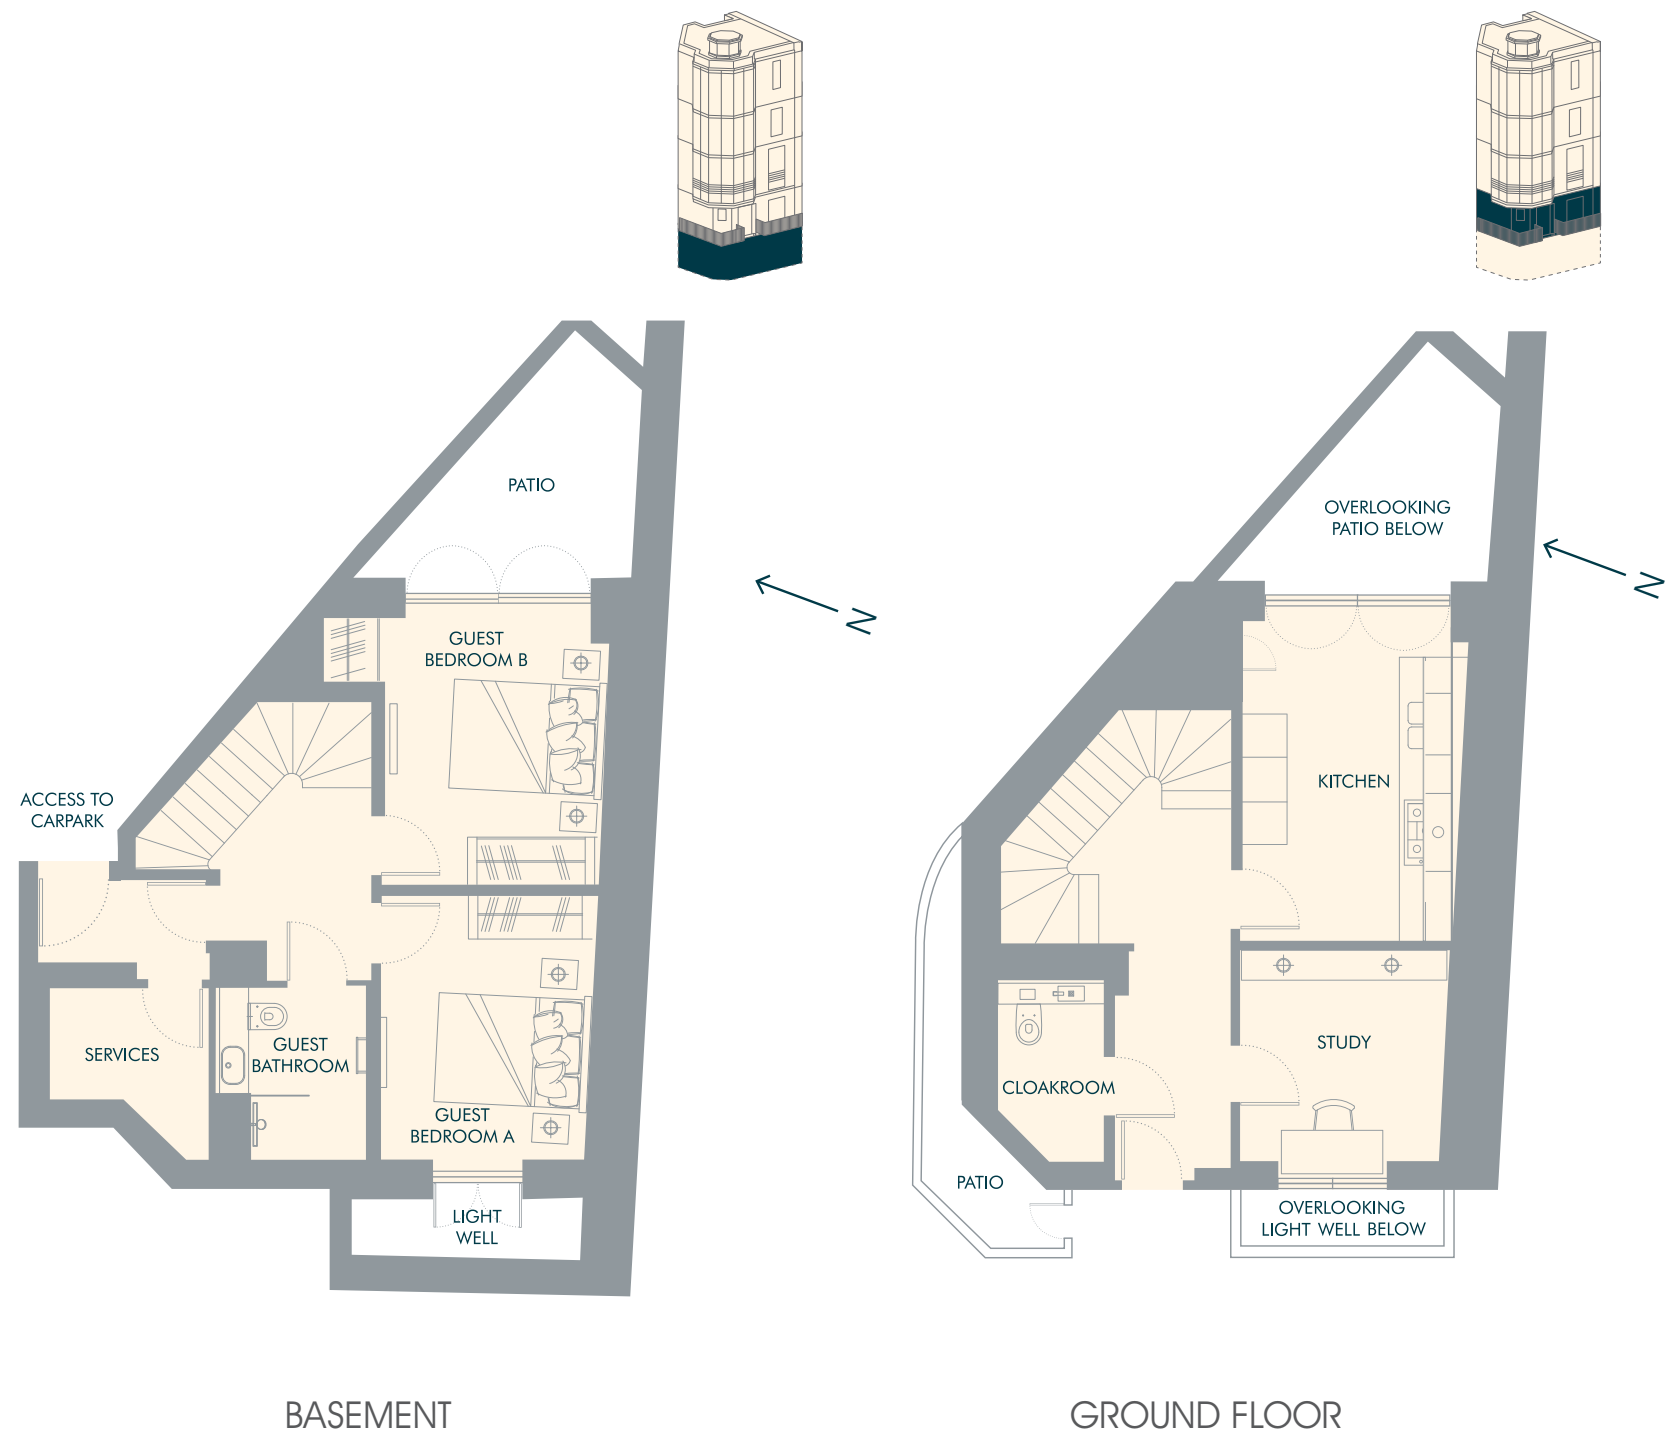 PATIO
GUEST
BEDROOM B
ACCESS TO
CARPARK
SERVICES
GUEST
BATHROOM
GUEST
BEDROOM A
LIGHT
WELL
N
BASEMENT
OVERLOOKING
PATIO BELOW
N
KITCHEN
STUDY
CLOAKROOM
PATIO
OVERLOOKING
LIGHT WELL BELOW
GROUND FLOOR